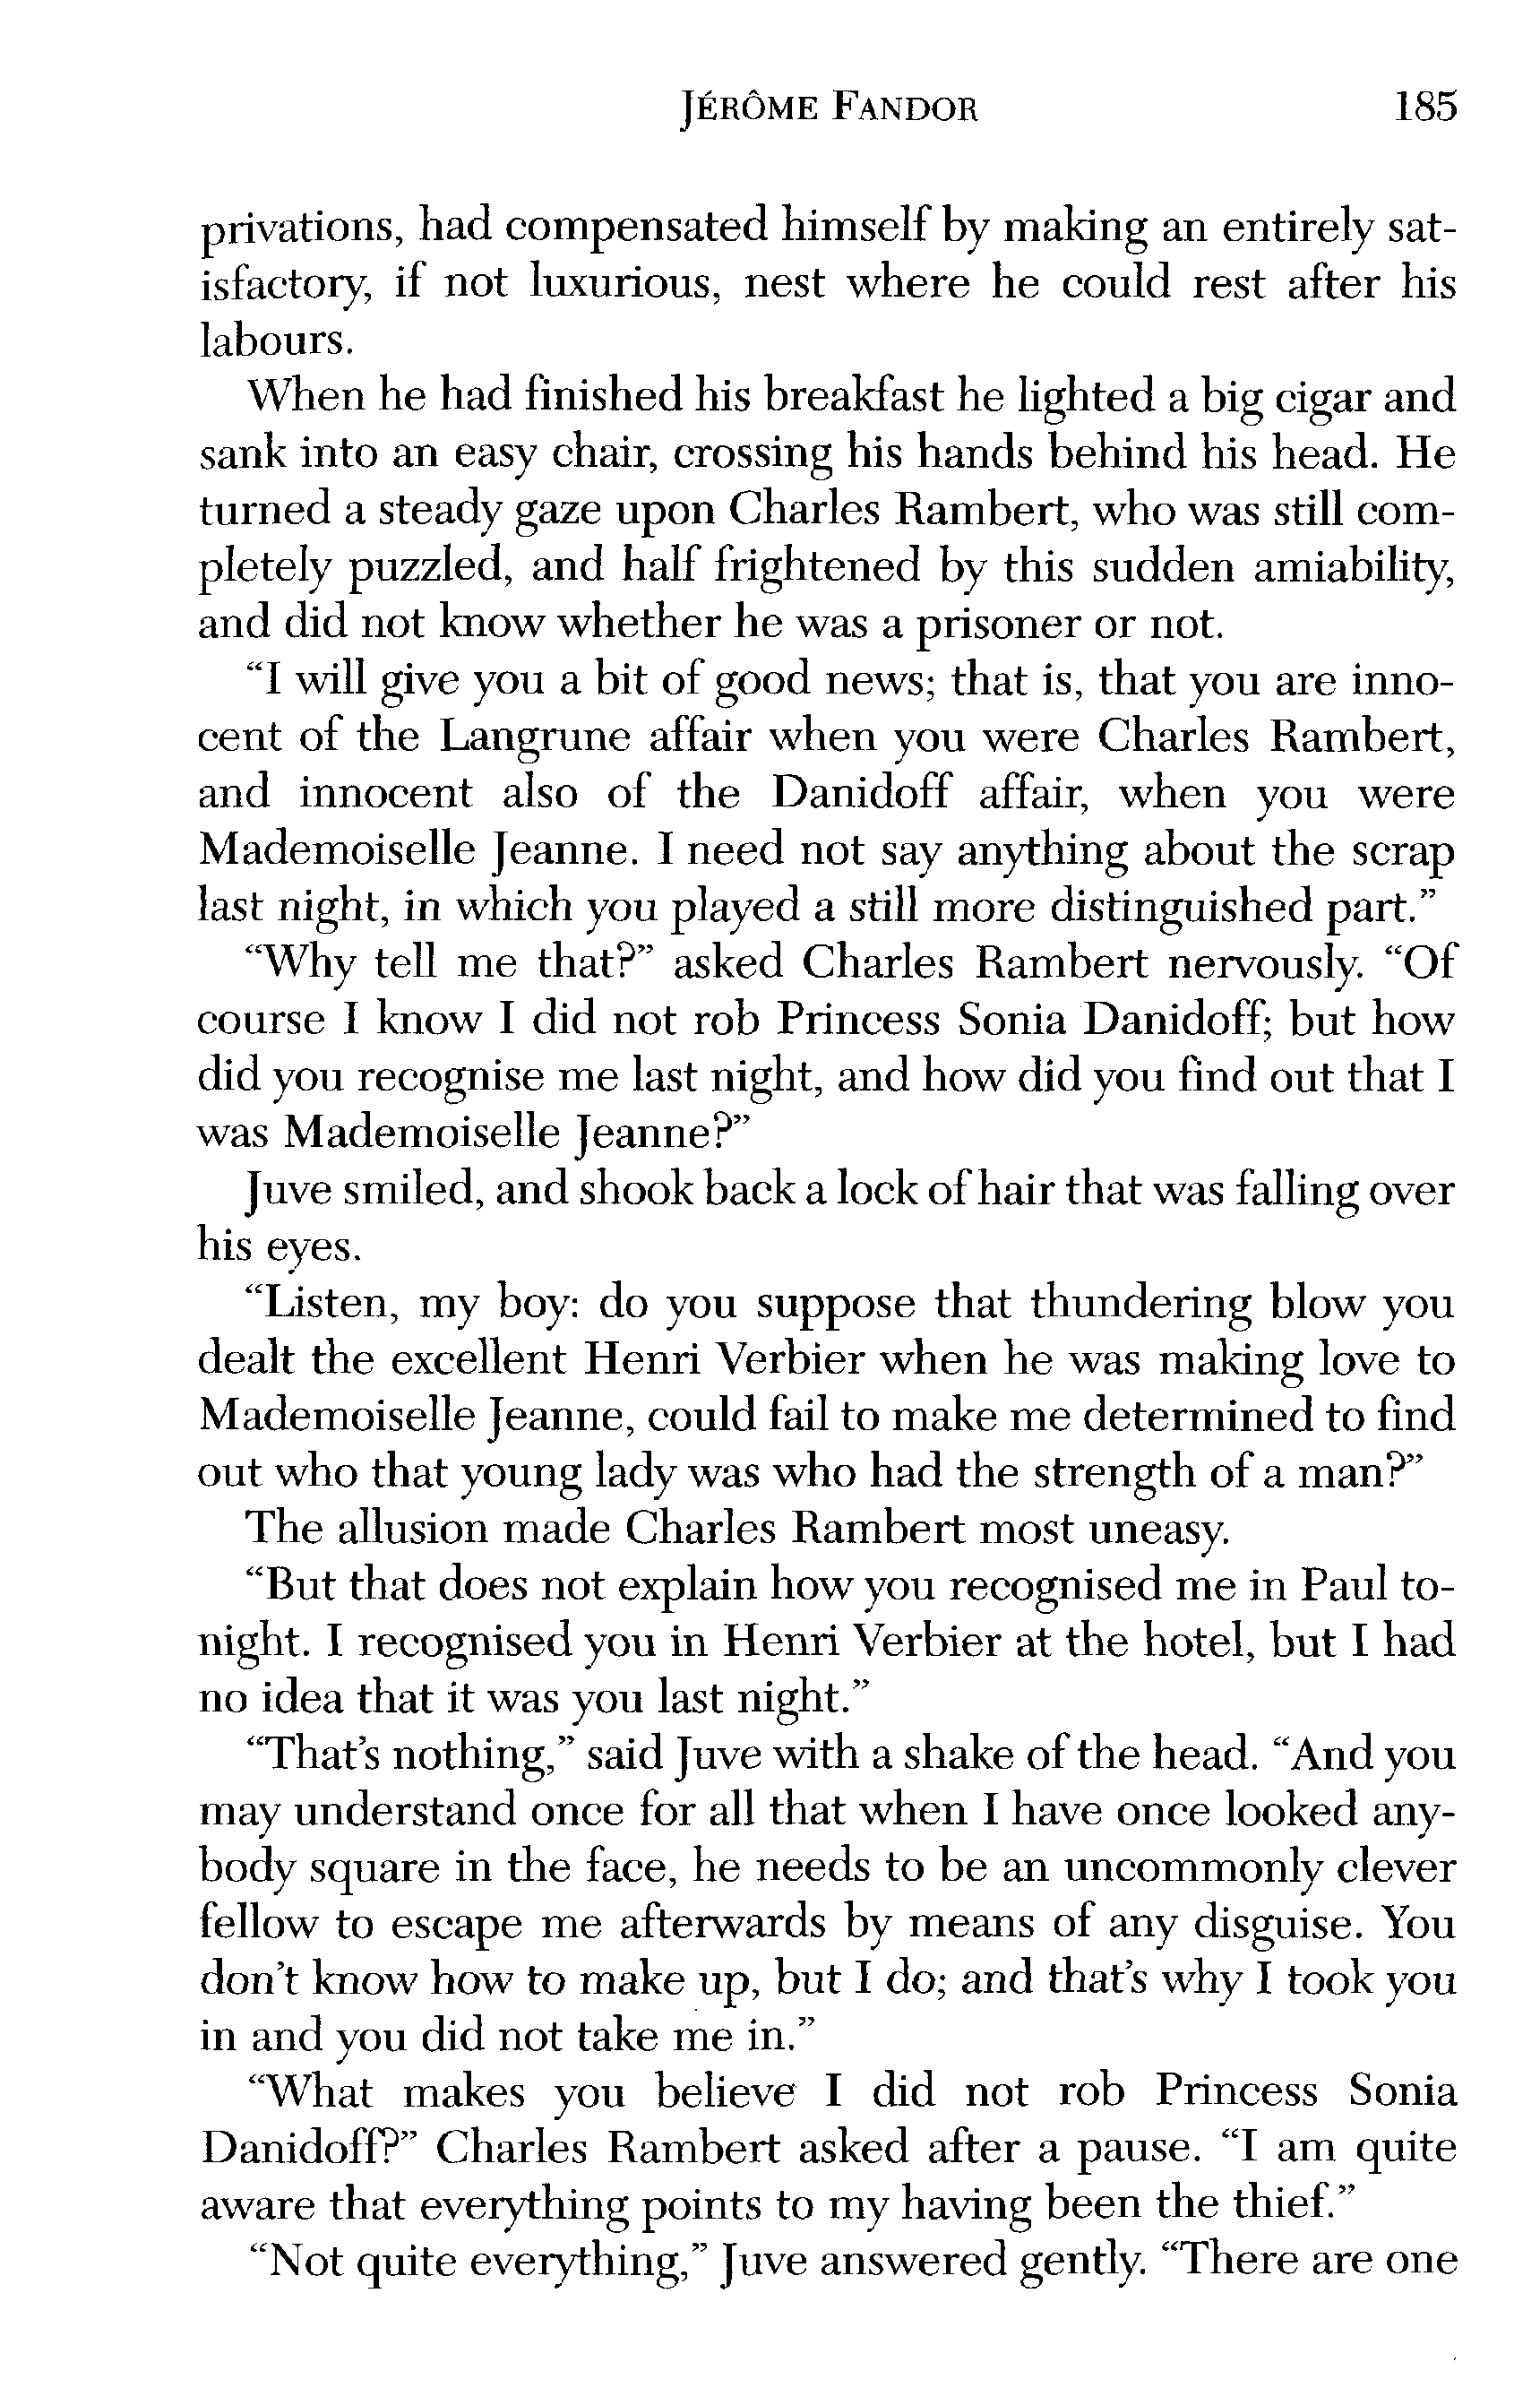 JÉRÔME FANDOR 185
privations, had compensated himself by making an entirely sat-
isfactory, if not luxurious, nest where he could rest after his
labours.
When he had finished his breakfast he lighted a big cigar and
sank into an easy chair, crossing his hands behind his head. He
turned a steady gaze upon Charles Rambert, who was still com-
pletely puzzled, and half frightened by this sudden amiability,
and did not know whether he was a prisoner or not.
“I will give you a bit of good news; that is, that you are inno-
cent of the Langrune affair when you were Charles Rambert,
and innocent also of the Danidoff affair, when you were
Mademoiselle Jeanne. I need not say anything about the scrap
last night, in which you played a still more distinguished part.”
“Why tell me that?” asked Charles Rambert nervously. “Of
course I know I did not rob Princess Sonia Danidoff; but how
did you recognise me last night, and how did you find out that I
was Mademoiselle Jeanne?”
Juve smiled, and shook back a lock of hair that was falling over
his eyes.
“Listen, my boy: do you suppose that thundering blow you
dealt the excellent Henri Verbier when he was making love to
Mademoiselle Jeanne, could fail to make me determined to find
out who that young lady was who had the strength of a man?”
The allusion made Charles Rambert most uneasy.
“But that does not explain how you recognised me in Paul to-
night. I recognised you in Henri Verbier at the hotel, but I had
no idea that it was you last night.”
“That’s nothing,” said Juve with a shake of the head. “And you
may understand once for all that when I have once looked any-
body square in the face, he needs to be an uncommonly clever
fellow to escape me afterwards by means of any disguise. You
don’t know how to make up, but I do; and that’s why I took you
in and you did not take me in.”
“What makes you believe I did not rob Princess Sonia
Danidoff?” Charles Rambert asked after a pause. “I am quite
aware that everything points to my having been the thief.”
“Not quite everything,” Juve answered gently. “There are one